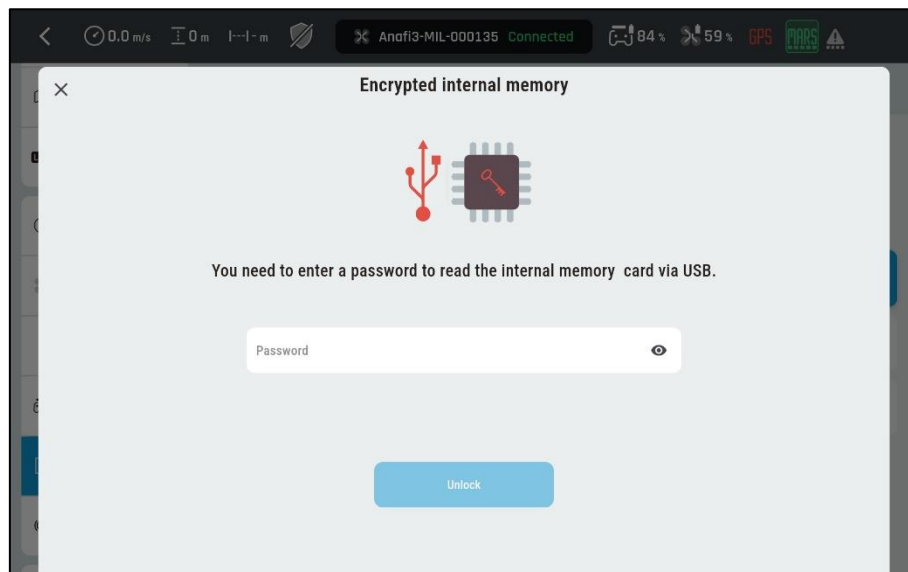 0.0 m/s 0 m |---|- m Anafi3-MIL-000135 Connected 84 % 59 % GPS MARS
Encrypted internal memory
You need to enter a password to read the internal memory card via USB.
Password
Unlock